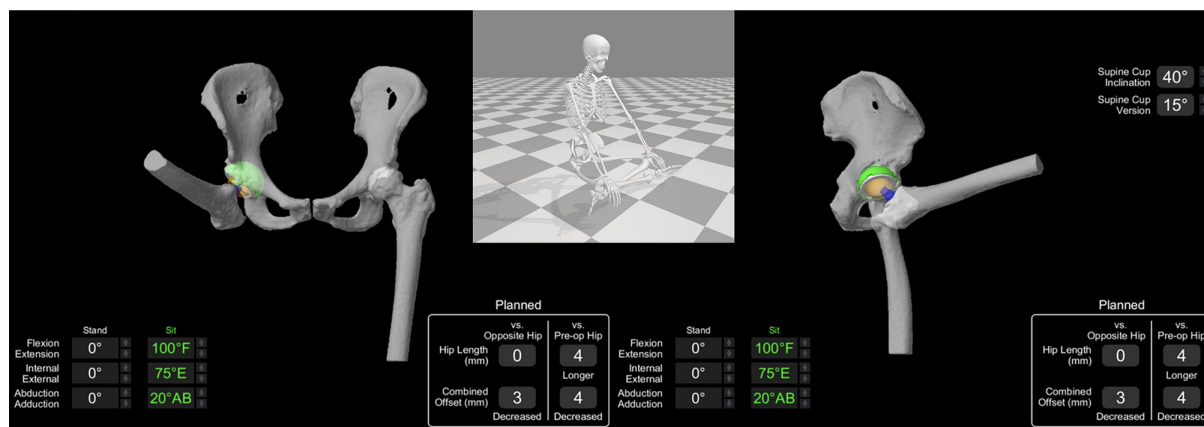 Supine Cup
Inclination
40°
Supine Cup
Version
15°
Planned
vs.
Opposite Hip
vs.
Pre-op Hip
Hip Length
(mm)
0
4
Longer
Combined
Offset (mm)
3
4
Decreased
Decreased
Stand
Sit
Flexion
Extension
0°
100°F
Internal
External
0°
75°E
Abduction
Adduction
0°
20°AB
Planned
vs.
Opposite Hip
vs.
Pre-op Hip
Hip Length
(mm)
0
4
Longer
Combined
Offset (mm)
3
4
Decreased
Decreased
Stand
Sit
Flexion
Extension
0°
100°F
Internal
External
0°
75°E
Abduction
Adduction
0°
20°AB